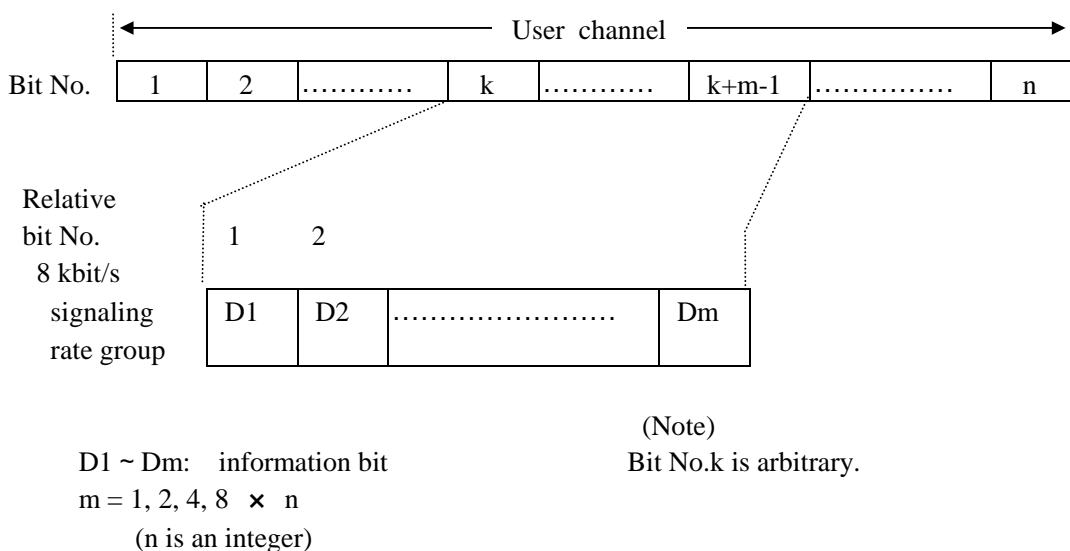 User channel
Bit No. 1 2 ………… k ………… k+m-1 …………… n
Relative
bit No. 1 2
8 kbit/s
signaling D1 D2 …………………… Dm
rate group
(Note)
D1 ~ Dm: information bit Bit No.k is arbitrary.
m = 1, 2, 4, 8 × n
(n is an integer)